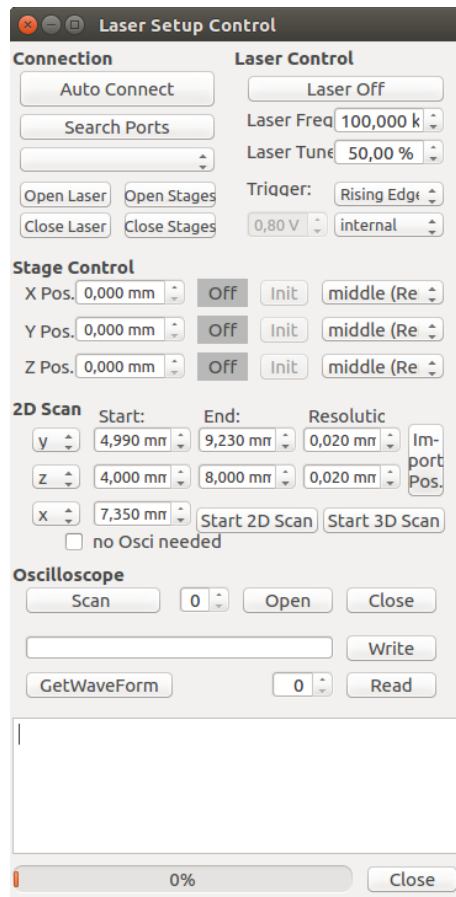 Laser Setup Control
Connection Laser Control
Auto Connect Laser Off
Search Ports Laser Freq 100,000 k
Laser Tune 50,00 %
Open Laser Open Stages Trigger: Rising Edge
Close Laser Close Stages 0,80 V internal
Stage Control
X Pos. 0,000 mm Off Init middle (Re
Y Pos. 0,000 mm Off Init middle (Re
Z Pos. 0,000 mm Off Init middle (Re
2D Scan Start: End: Resolutic
y 4,990 mm 9,230 mm 0,020 mm Im-
port
z 4,000 mm 8,000 mm 0,020 mm Pos.
x 7,350 mm Start 2D Scan Start 3D Scan
no Osci needed
Oscilloscope
Scan 0 Open Close
Write
GetWaveForm 0 Read
0% Close